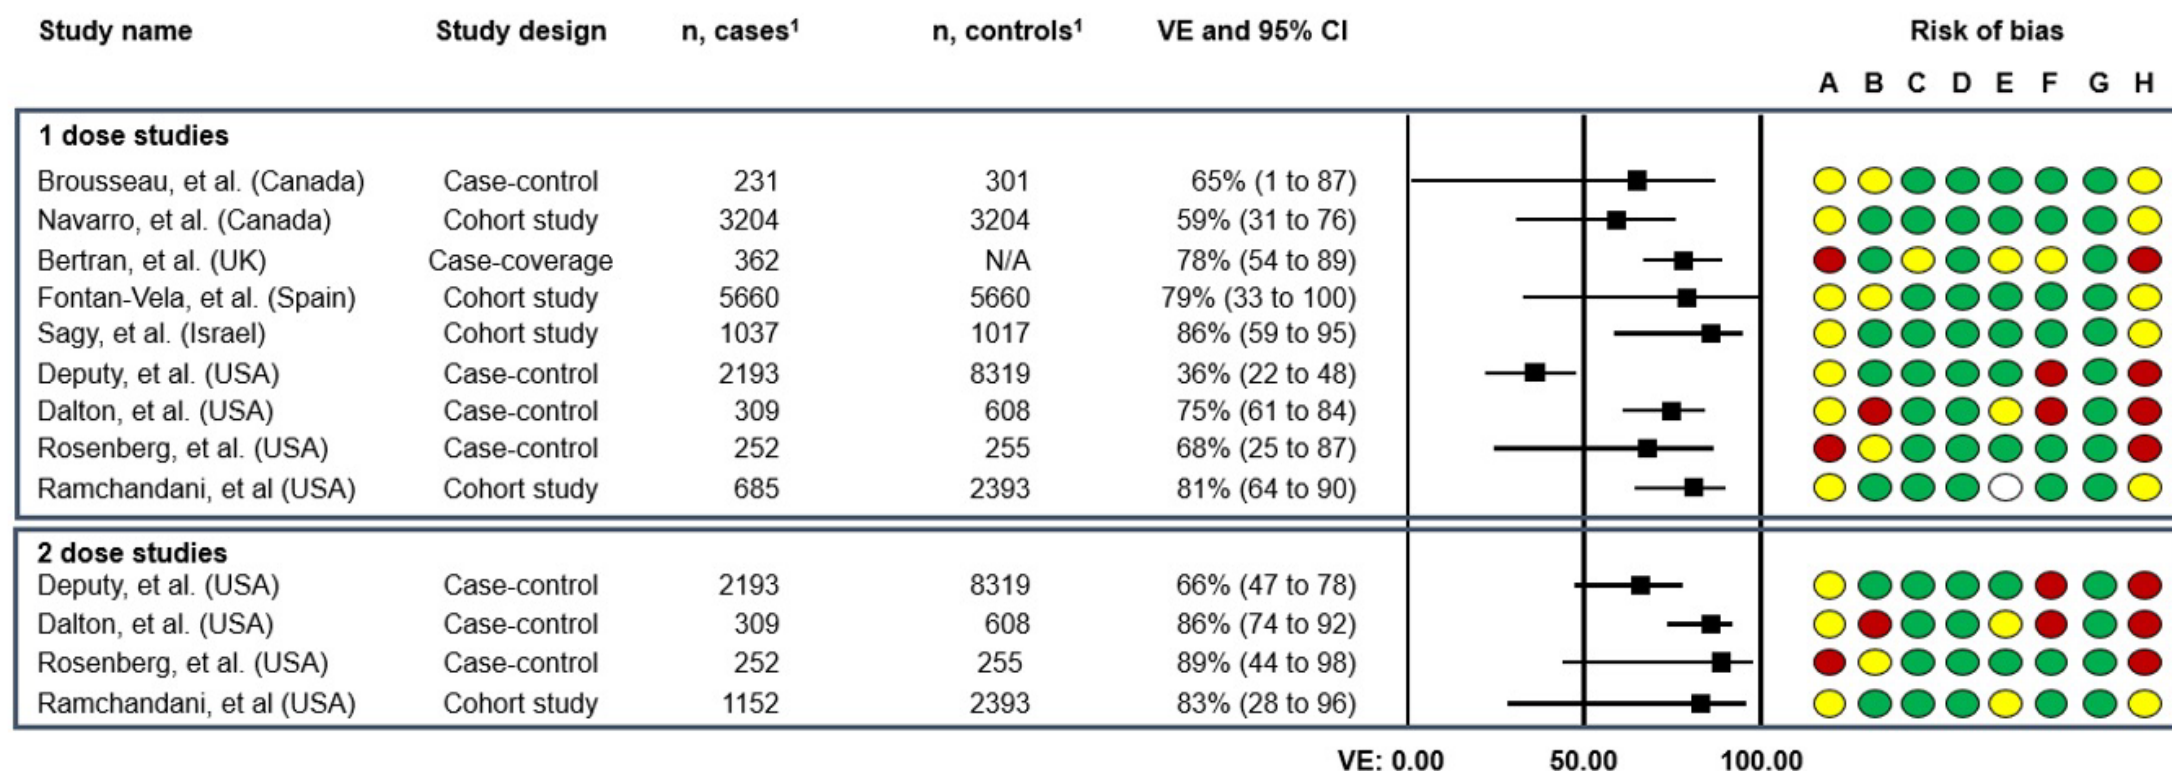 Study name Study design n, cases¹ n, controls¹ VE and 95% CI Risk of bias
A B C D E F G H
1 dose studies
Brousseau, et al. (Canada) Case-control 231 301 65% (1 to 87)
Navarro, et al. (Canada) Cohort study 3204 3204 59% (31 to 76)
Bertran, et al. (UK) Case-coverage 362 N/A 78% (54 to 89)
Fontan-Vela, et al. (Spain) Cohort study 5660 5660 79% (33 to 100)
Sagy, et al. (Israel) Cohort study 1037 1017 86% (59 to 95)
Deputy, et al. (USA) Case-control 2193 8319 36% (22 to 48)
Dalton, et al. (USA) Case-control 309 608 75% (61 to 84)
Rosenberg, et al. (USA) Case-control 252 255 68% (25 to 87)
Ramchandani, et al (USA) Cohort study 685 2393 81% (64 to 90)
2 dose studies
Deputy, et al. (USA) Case-control 2193 8319 66% (47 to 78)
Dalton, et al. (USA) Case-control 309 608 86% (74 to 92)
Rosenberg, et al. (USA) Case-control 252 255 89% (44 to 98)
Ramchandani, et al (USA) Cohort study 1152 2393 83% (28 to 96)
VE: 0.00 50.00 100.00